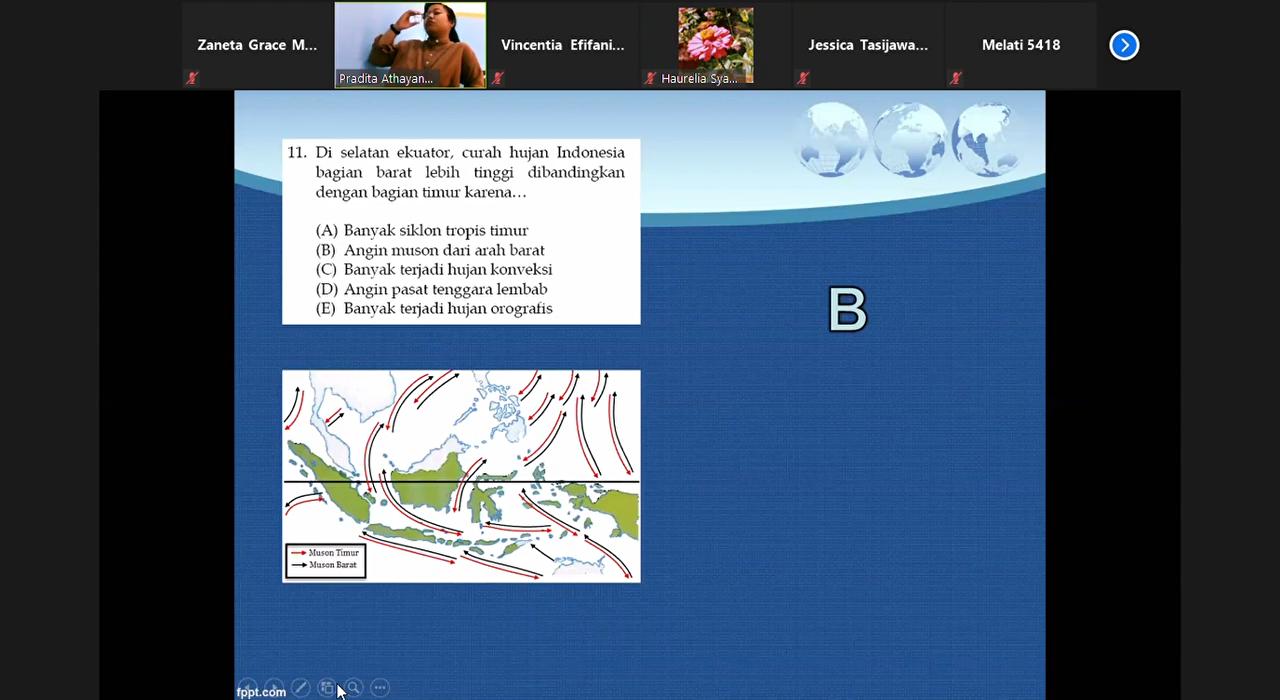 Zaneta Grace M...
Pradita Athayan...
Vincentia Efifani...
Haurelia Sya...
Jessica Tasijawa...
Melati 5418
11. Di selatan ekuator, curah hujan Indonesia
bagian barat lebih tinggi dibandingkan
dengan bagian timur karena...
(A) Banyak siklon tropis timur
(B) Angin muson dari arah barat
(C) Banyak terjadi hujan konveksi
(D) Angin pasat tenggara lembab
(E) Banyak terjadi hujan orografis
B
Muson Timur
Muson Barat
fppt.com